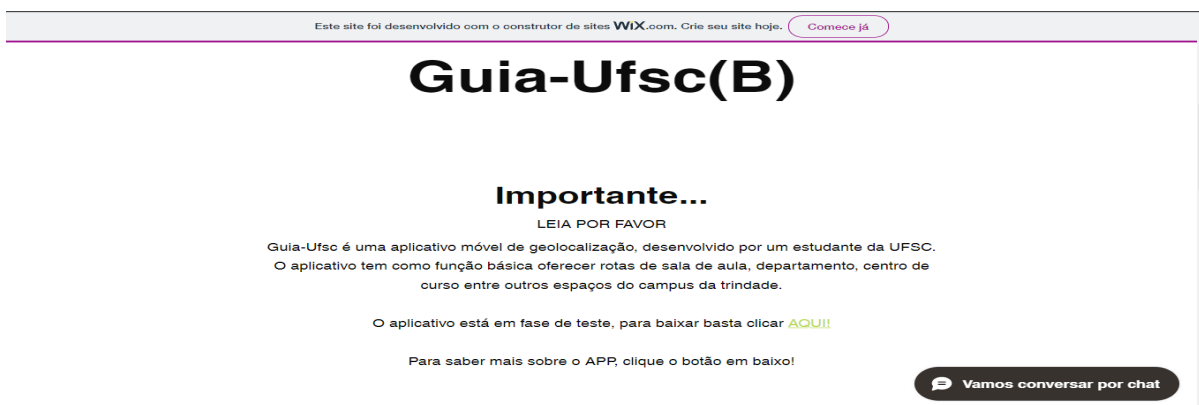 Este site foi desenvolvido com o construtor de sites WiX.com. Crie seu site hoje. Comece já
Guia-Ufsc(B)
Importante...
LEIA POR FAVOR
Guia-Ufsc é uma aplicativo móvel de geolocalização, desenvolvido por um estudante da UFSC.
O aplicativo tem como função básica oferecer rotas de sala de aula, departamento, centro de
curso entre outros espaços do campus da trindade.
O aplicativo está em fase de teste, para baixar basta clicar AQUI!
Para saber mais sobre o APP, clique o botão em baixo!
Vamos conversar por chat